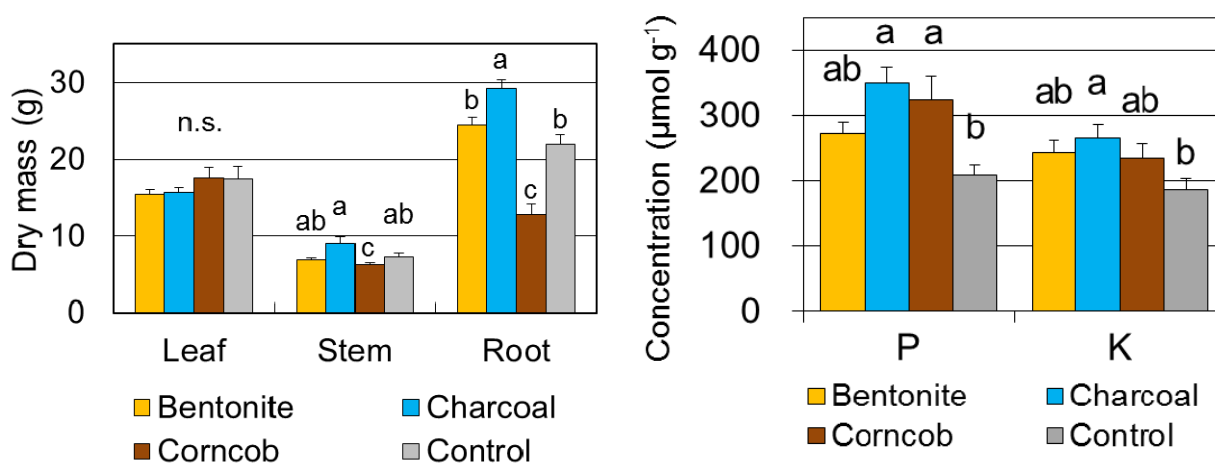 Dry mass (g)
30
20
10
0
n.s.
ab
a
c
ab
b
a
c
b
Leaf Stem Root
Bentonite Charcoal
Corncob Control
Concentration (µmol g⁻¹)
400
300
200
100
0
ab
a
a
b
ab
a
ab
b
P K
Bentonite Charcoal
Corncob Control